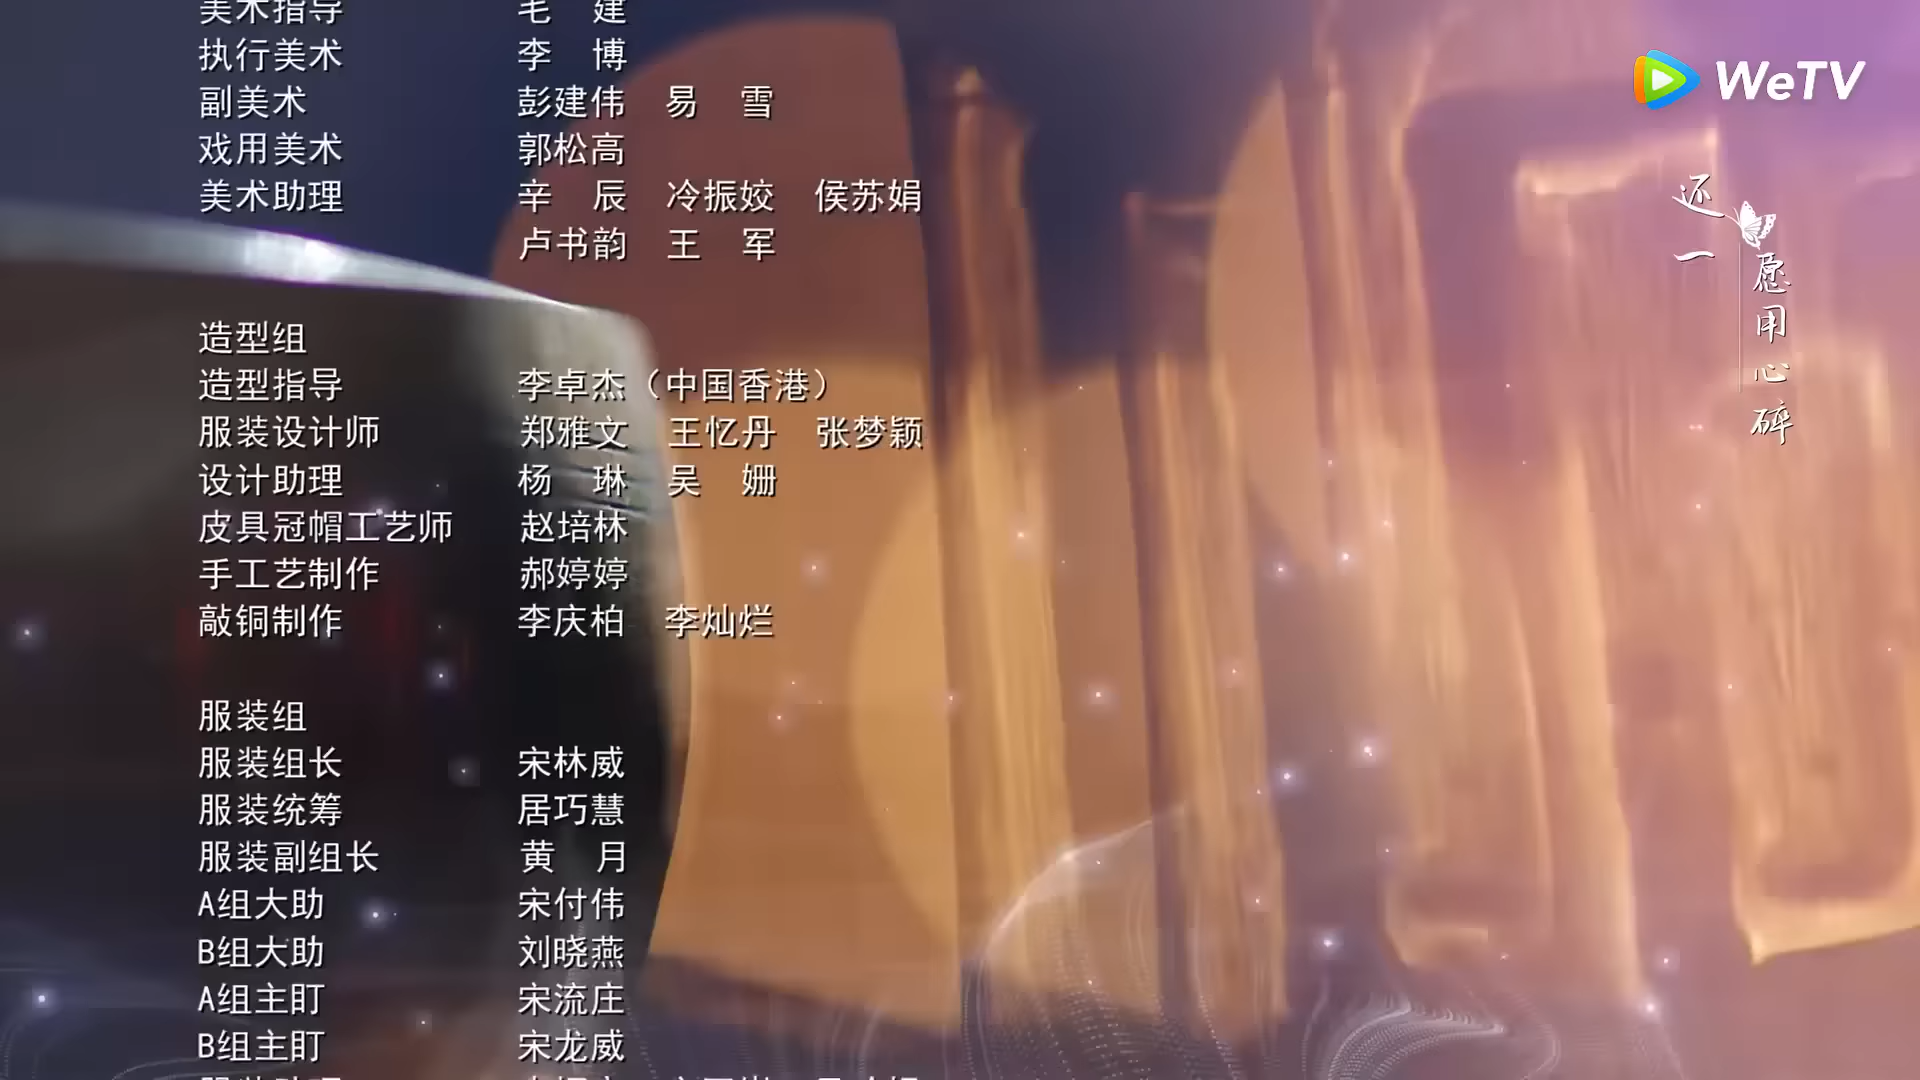 美术指导 毛 建
执行美术 李 博
副美术 彭建伟 易 雪
戏用美术 郭松高
美术助理 辛 辰 冷振姣 侯苏娟
卢书韵 王 军
造型组
造型指导 李卓杰（中国香港）
服装设计师 郑雅文 王忆丹 张梦颖
设计助理 杨 琳 吴 姗
皮具冠帽工艺师 赵培林
手工艺制作 郝婷婷
敲铜制作 李庆柏 李灿烂
服装组
服装组长 宋林威
服装统筹 居巧慧
服装副组长 黄 月
A组大助 宋付伟
B组大助 刘晓燕
A组主盯 宋流庄
B组主盯 宋龙威
WeTV
还一
愿用心碎